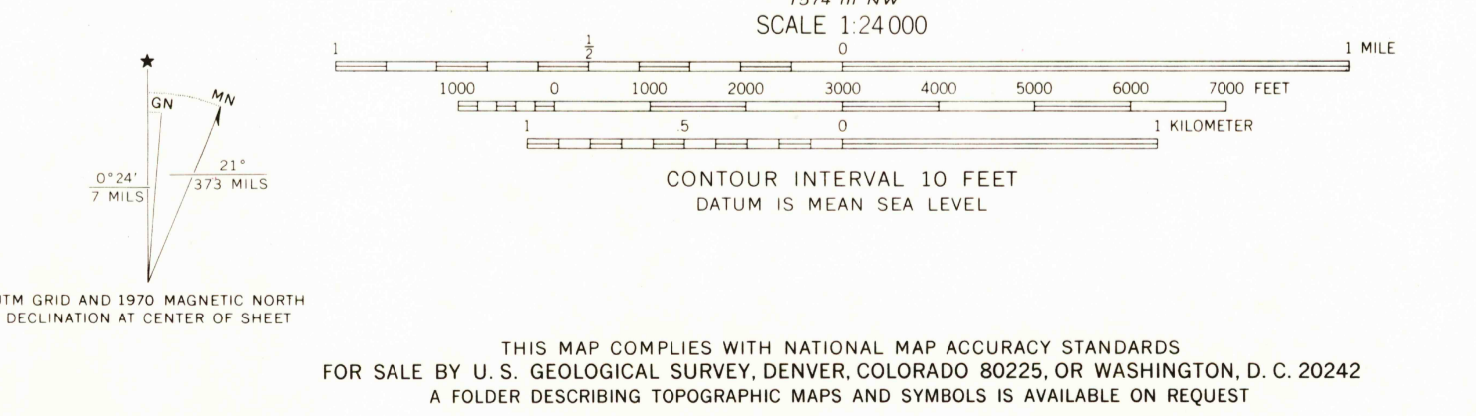 SCALE 1:24 000
1 1/2 0 1 MILE
1000 0 1000 2000 3000 4000 5000 6000 7000 FEET
1 .5 0 1 KILOMETER
CONTOUR INTERVAL 10 FEET
DATUM IS MEAN SEA LEVEL
★
GN MN
0°24' 21°
7 MILS 373 MILS
UTM GRID AND 1970 MAGNETIC NORTH
DECLINATION AT CENTER OF SHEET
THIS MAP COMPLIES WITH NATIONAL MAP ACCURACY STANDARDS
FOR SALE BY U. S. GEOLOGICAL SURVEY, DENVER, COLORADO 80225, OR WASHINGTON, D. C. 20242
A FOLDER DESCRIBING TOPOGRAPHIC MAPS AND SYMBOLS IS AVAILABLE ON REQUEST